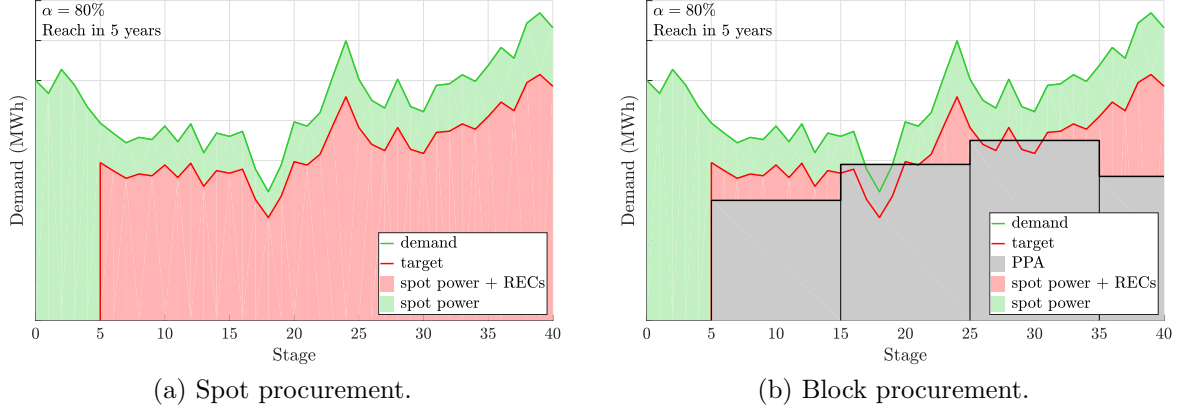 α = 80%
Reach in 5 years
Demand (MWh)
demand
target
spot power + RECs
spot power
0 5 10 15 20 25 30 35 40
Stage
(a) Spot procurement.
α = 80%
Reach in 5 years
Demand (MWh)
demand
target
PPA
spot power + RECs
spot power
0 5 10 15 20 25 30 35 40
Stage
(b) Block procurement.